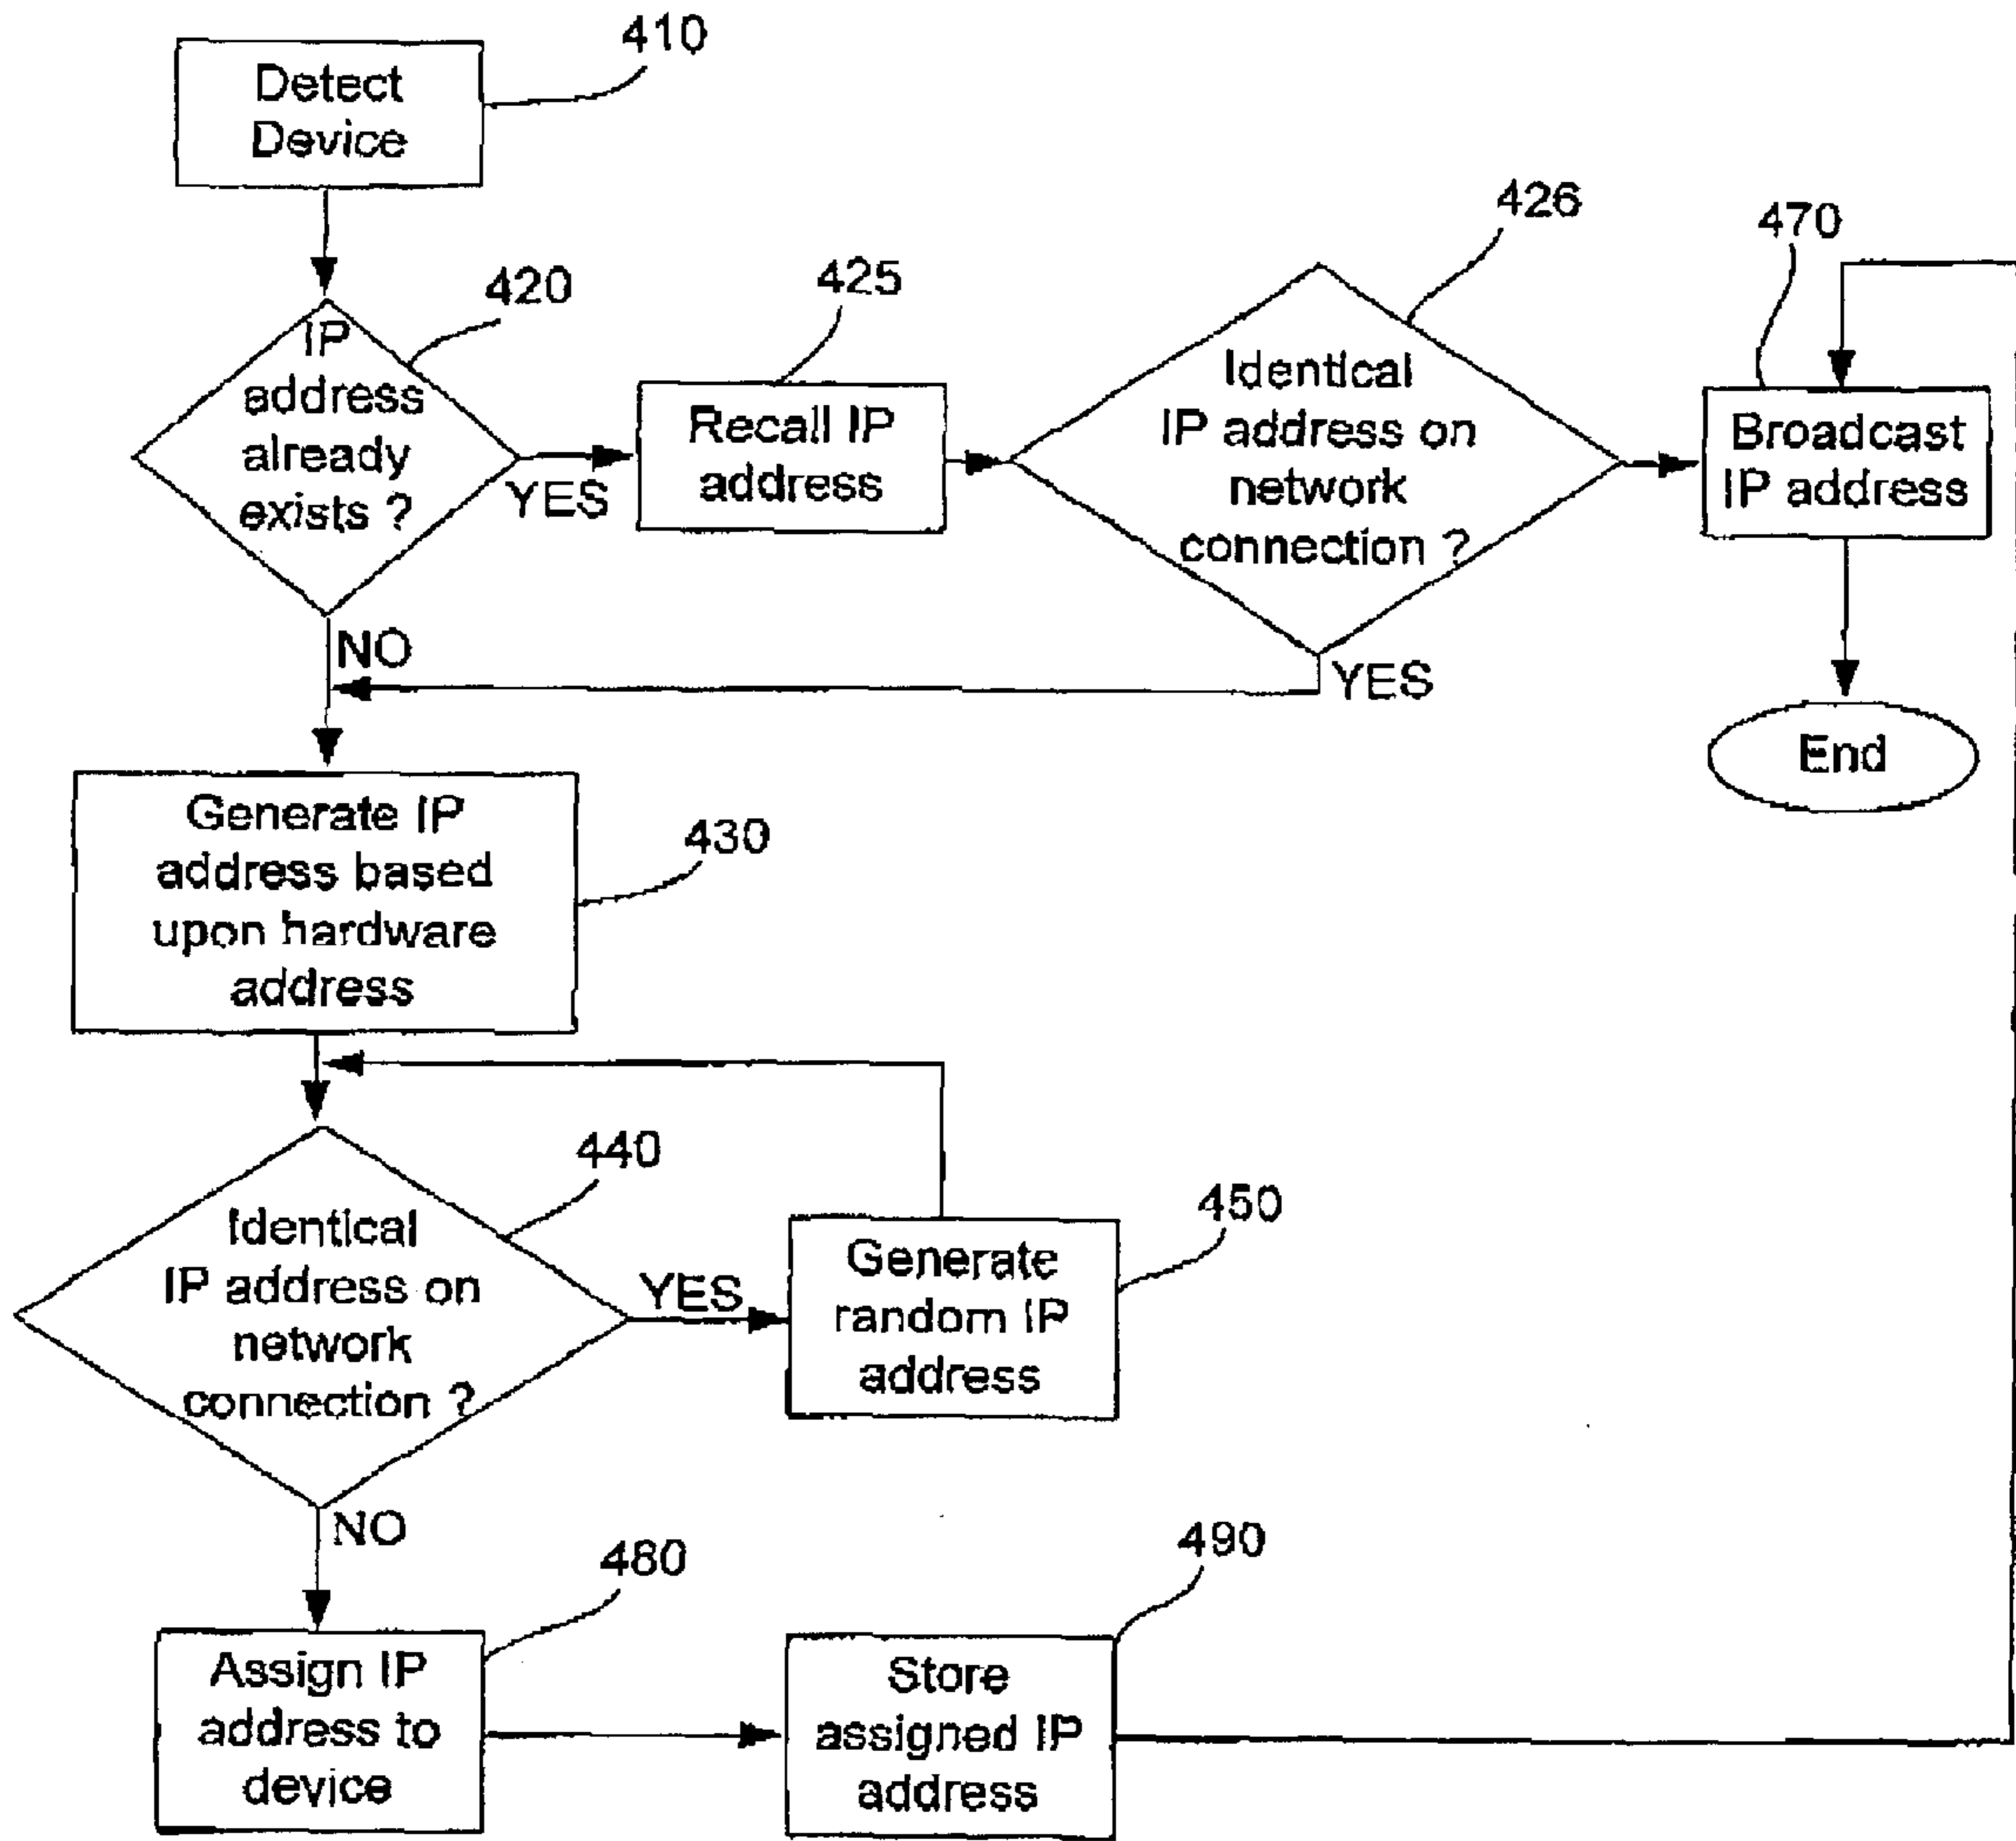 410
Detect
Device
420
IP
address
already
exists ?
YES
NO
425
Recall IP
address
426
Identical
IP address on
network
connection ?
YES
470
Broadcast
IP address
End
Generate IP
address based
upon hardware
address
430
440
Identical
IP address on
network
connection ?
YES
NO
450
Generate
random IP
address
480
Assign IP
address to
device
490
Store
assigned IP
address